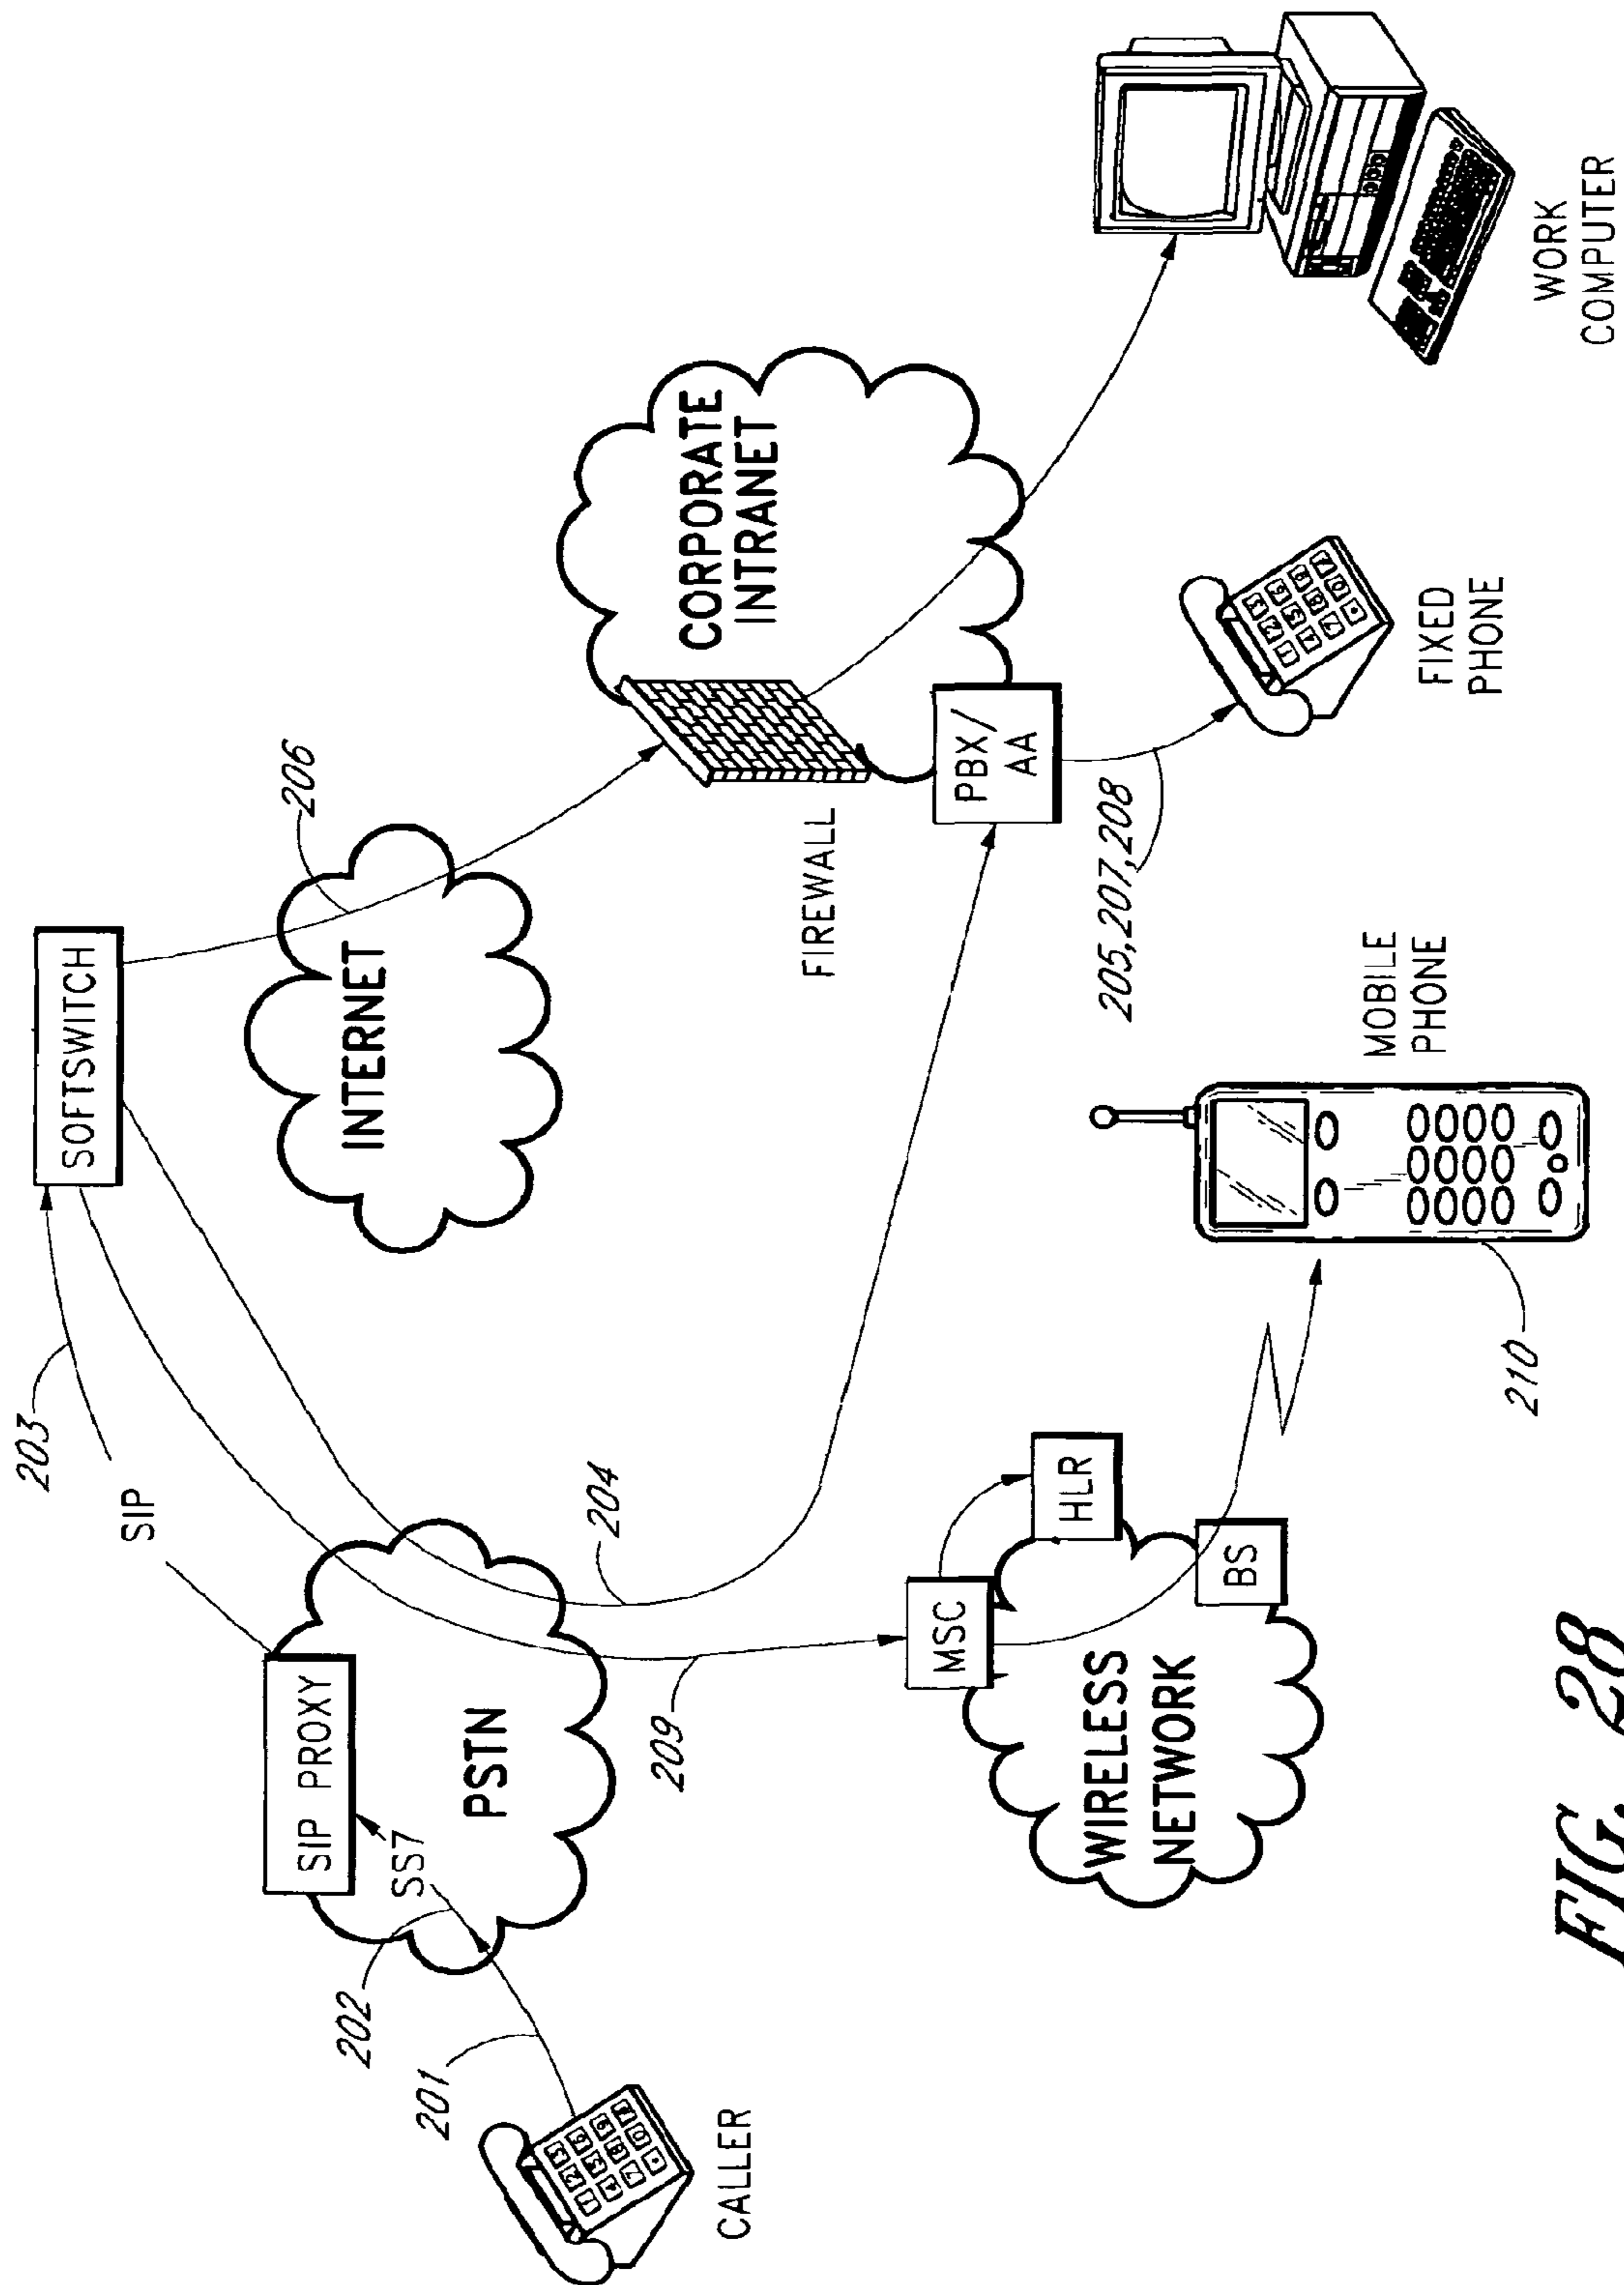 203
SIP
SOFTSWITCH
206
INTERNET
202
SIP PROXY
SS7
PSTN
201
CALLER
204
209
FIREWALL
CORPORATE
INTRANET
PBX/
AA
MSC
HLR
BS
WIRELESS
NETWORK
205,207,208
MOBILE
PHONE
210
FIXED
PHONE
WORK
COMPUTER
FIG. 28